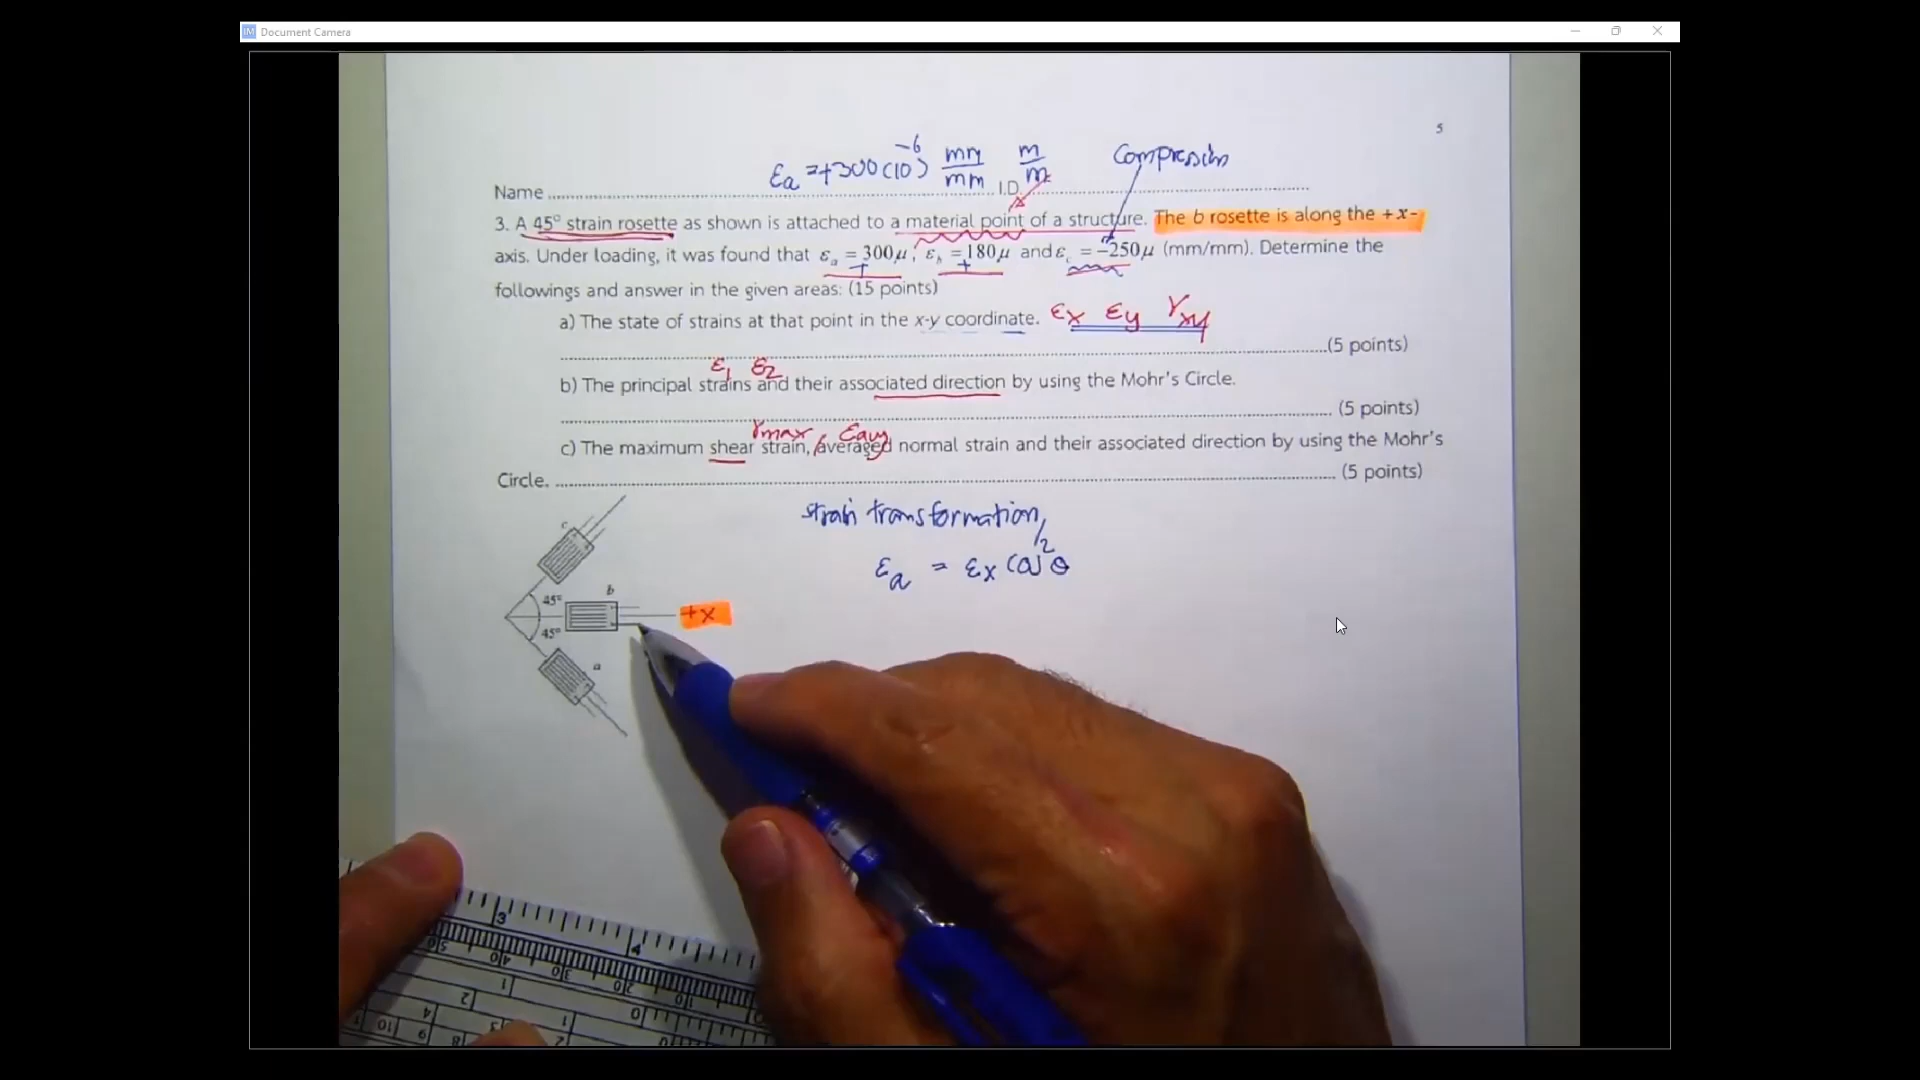 Document Camera
5
εa = +300(10⁻⁶) mm/mm m/m Compression
Name ........ I.D. ........
3. A 45° strain rosette as shown is attached to a material point of a structure. The b rosette is along the +x-
axis. Under loading, it was found that εa = 300μ, εb = 180μ and εc = −250μ (mm/mm). Determine the
+ +
followings and answer in the given areas: (15 points)
a) The state of strains at that point in the x-y coordinate. εx εy γxy
........(5 points)
ε1 ε2
b) The principal strains and their associated direction by using the Mohr's Circle.
........ (5 points)
γmax, εavg
c) The maximum shear strain, averaged normal strain and their associated direction by using the Mohr's
Circle. ........ (5 points)
strain transformation,
εa = εx cos²θ
c
45°
b
+x
45°
a
3
4